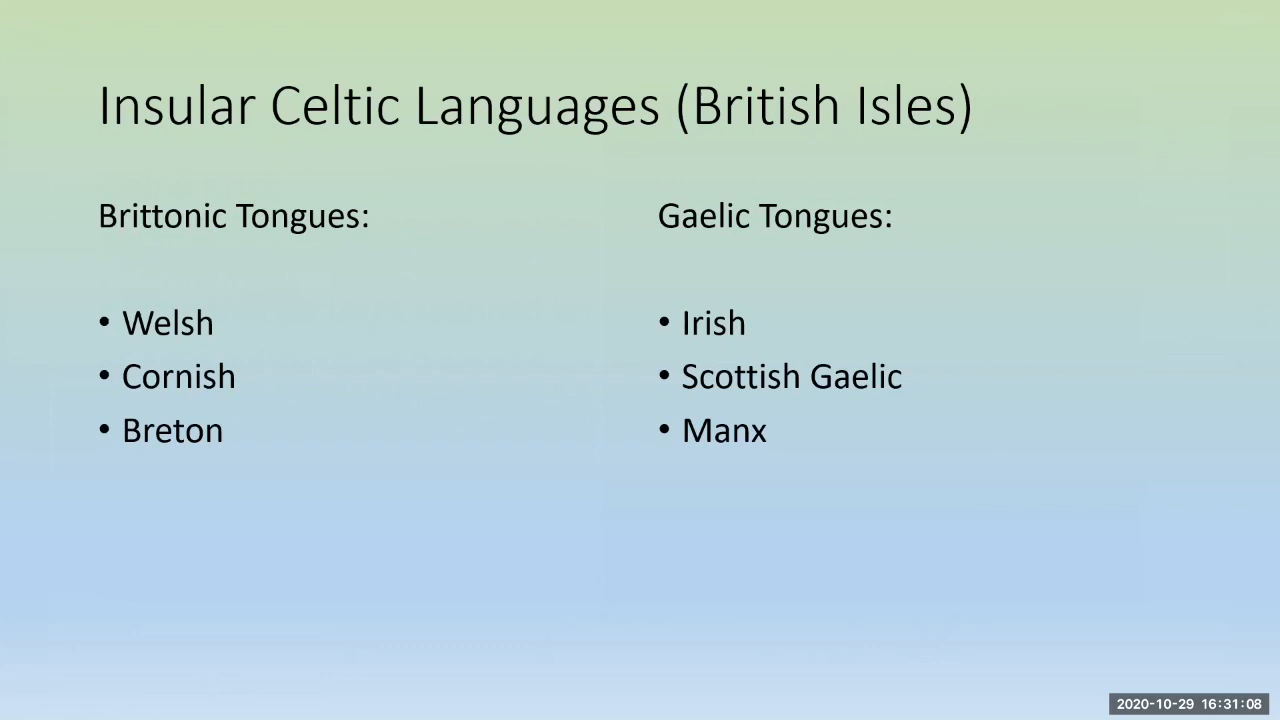 Insular Celtic Languages (British Isles)
Brittonic Tongues:
• Welsh
• Cornish
• Breton
Gaelic Tongues:
• Irish
• Scottish Gaelic
• Manx
2020-10-29 16:31:08